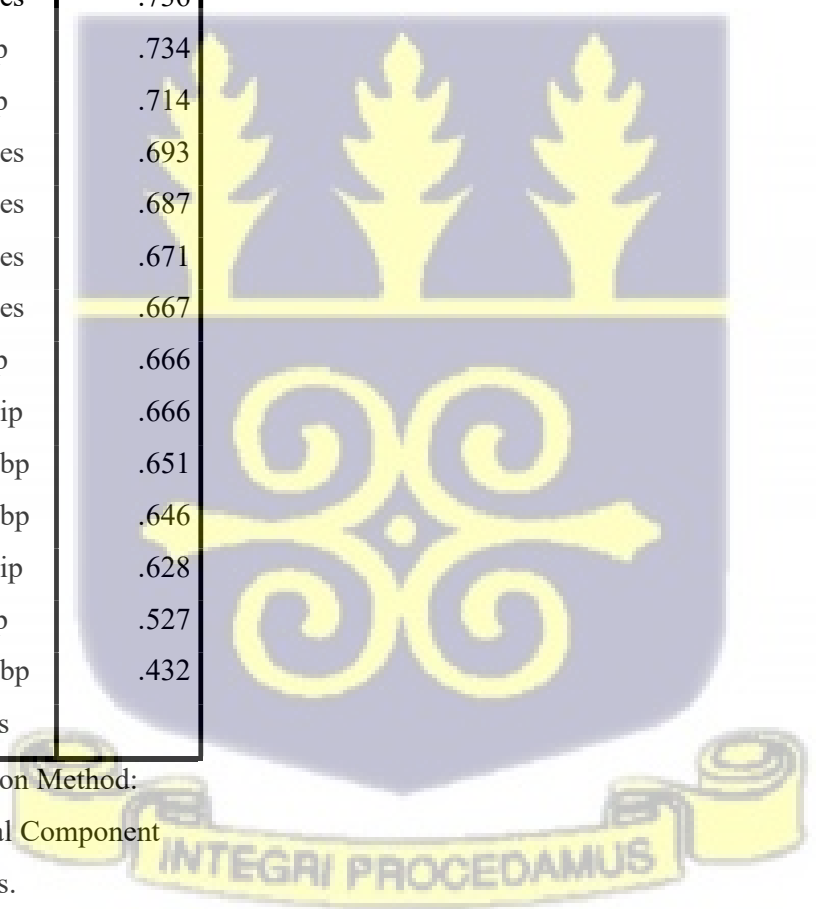 es
p .734
p .714
es .693
es .687
es .671
es .667
p .666
ip .666
bp .651
bp .646
ip .628
p .527
bp .432
s
on Method:
al Component
s.
INTEGRI PROCEDAMUS